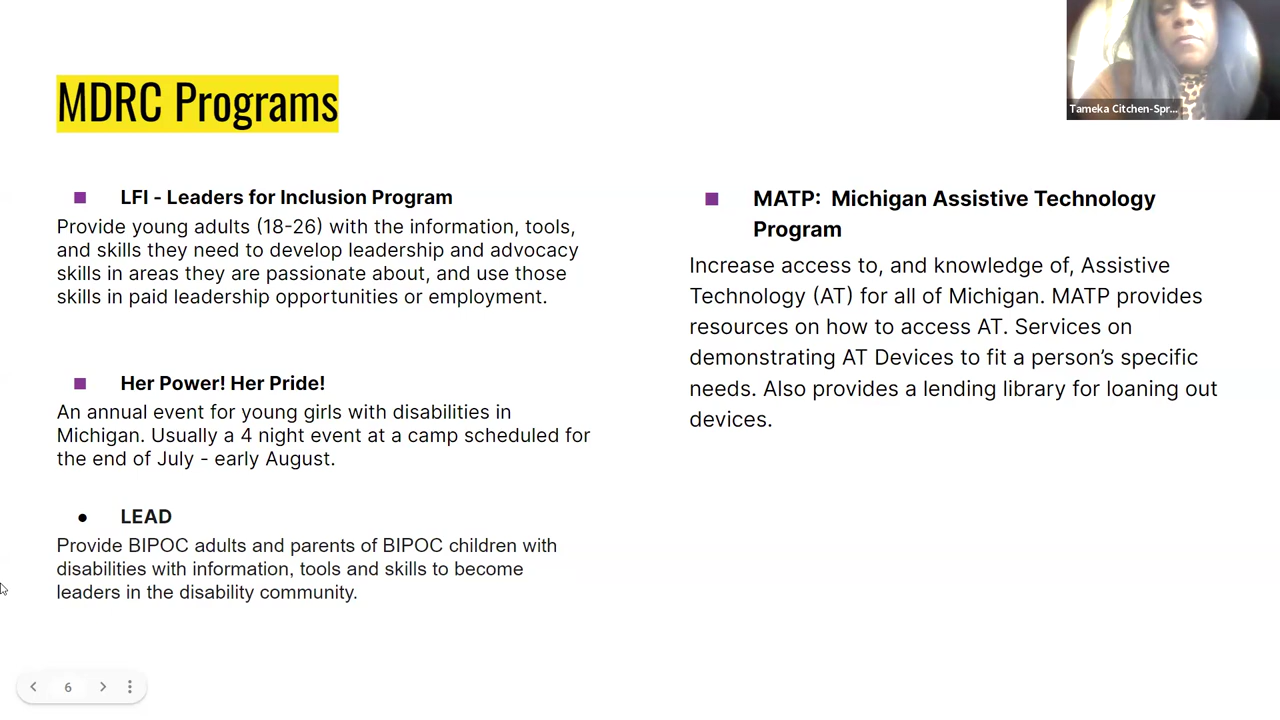 MDRC Programs
LFI - Leaders for Inclusion Program
Provide young adults (18-26) with the information, tools,
and skills they need to develop leadership and advocacy
skills in areas they are passionate about, and use those
skills in paid leadership opportunities or employment.
Her Power! Her Pride!
An annual event for young girls with disabilities in
Michigan. Usually a 4 night event at a camp scheduled for
the end of July - early August.
LEAD
Provide BIPOC adults and parents of BIPOC children with
disabilities with information, tools and skills to become
leaders in the disability community.
MATP: Michigan Assistive Technology
Program
Increase access to, and knowledge of, Assistive
Technology (AT) for all of Michigan. MATP provides
resources on how to access AT. Services on
demonstrating AT Devices to fit a person’s specific
needs. Also provides a lending library for loaning out
devices.
Tameka Citchen-Spr...
6